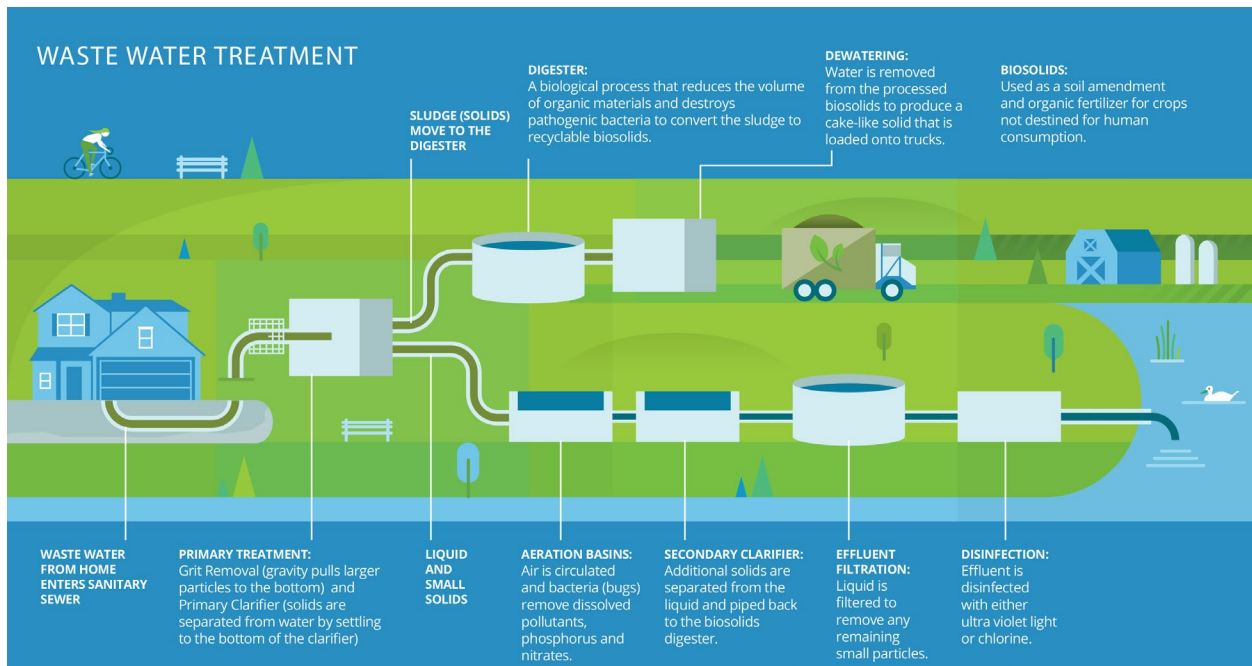 WASTE WATER TREATMENT
SLUDGE (SOLIDS)
MOVE TO THE
DIGESTER
DIGESTER:
A biological process that reduces the volume
of organic materials and destroys
pathogenic bacteria to convert the sludge to
recyclable biosolids.
DEWATERING:
Water is removed
from the processed
biosolids to produce a
cake-like solid that is
loaded onto trucks.
BIOSOLIDS:
Used as a soil amendment
and organic fertilizer for crops
not destined for human
consumption.
WASTE WATER
FROM HOME
ENTERS SANITARY
SEWER
PRIMARY TREATMENT:
Grit Removal (gravity pulls larger
particles to the bottom) and
Primary Clarifier (solids are
separated from water by settling
to the bottom of the clarifier)
LIQUID
AND
SMALL
SOLIDS
AERATION BASINS:
Air is circulated
and bacteria (bugs)
remove dissolved
pollutants,
phosphorus and
nitrates.
SECONDARY CLARIFIER:
Additional solids are
separated from the
liquid and piped back
to the biosolids
digester.
EFFLUENT
FILTRATION:
Liquid is
filtered to
remove any
remaining
small particles.
DISINFECTION:
Effluent is
disinfected
with either
ultra violet light
or chlorine.